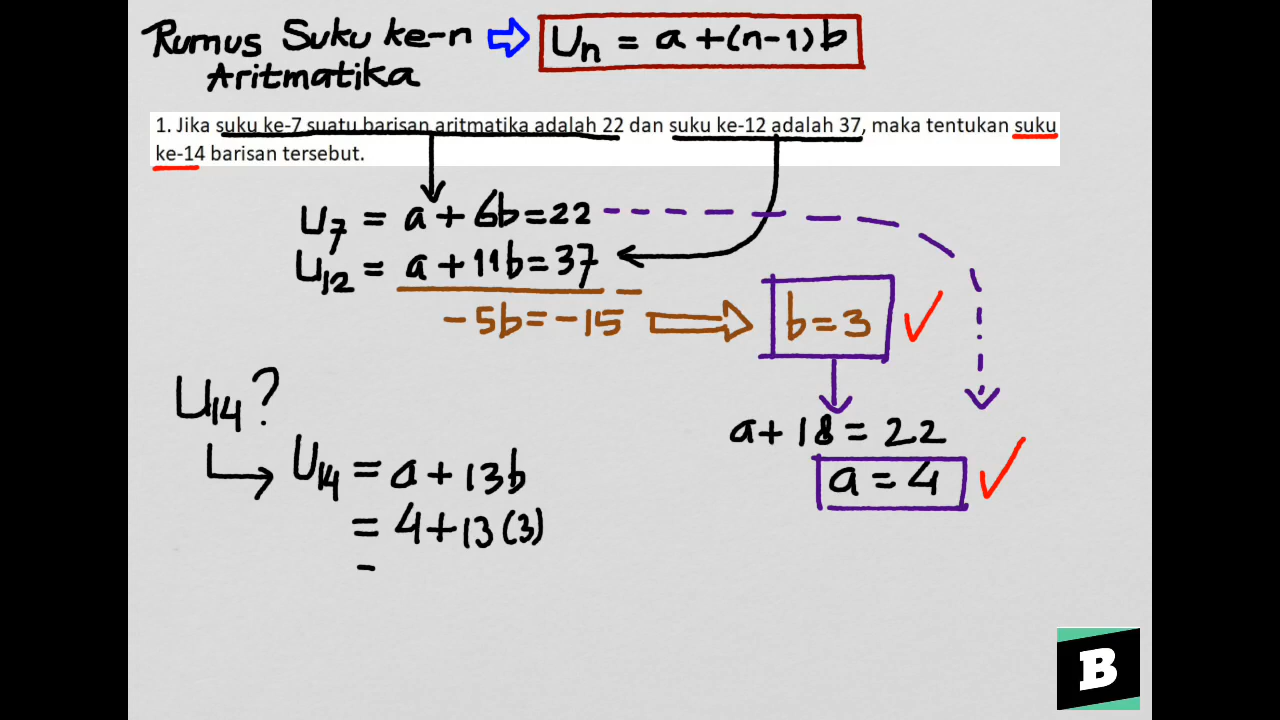 Rumus Suku ke-n ⇨ Un = a + (n-1) b
Aritmatika
1. Jika suku ke-7 suatu barisan aritmatika adalah 22 dan suku ke-12 adalah 37, maka tentukan suku
ke-14 barisan tersebut.
U7 = a + 6b = 22
U12 = a + 11b = 37
-5b = -15 ⇨ b = 3 ✓
U14?
a + 18 = 22
U14 = a + 13b
a = 4 ✓
= 4 + 13 (3)
B